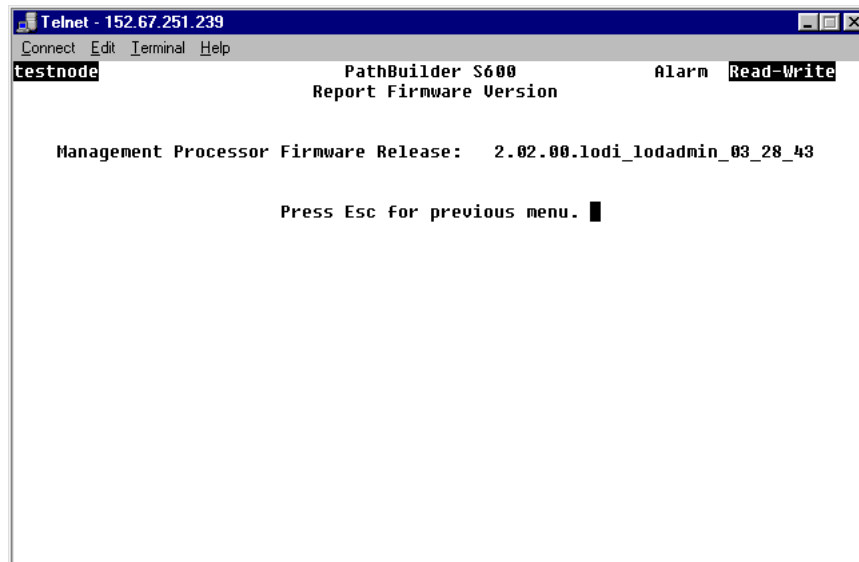 Telnet - 152.67.251.239
Connect Edit Terminal Help
testnode PathBuilder S600 Alarm Read-Write
Report Firmware Version
Management Processor Firmware Release: 2.02.00.lodi_lodadmin_03_28_43
Press Esc for previous menu.